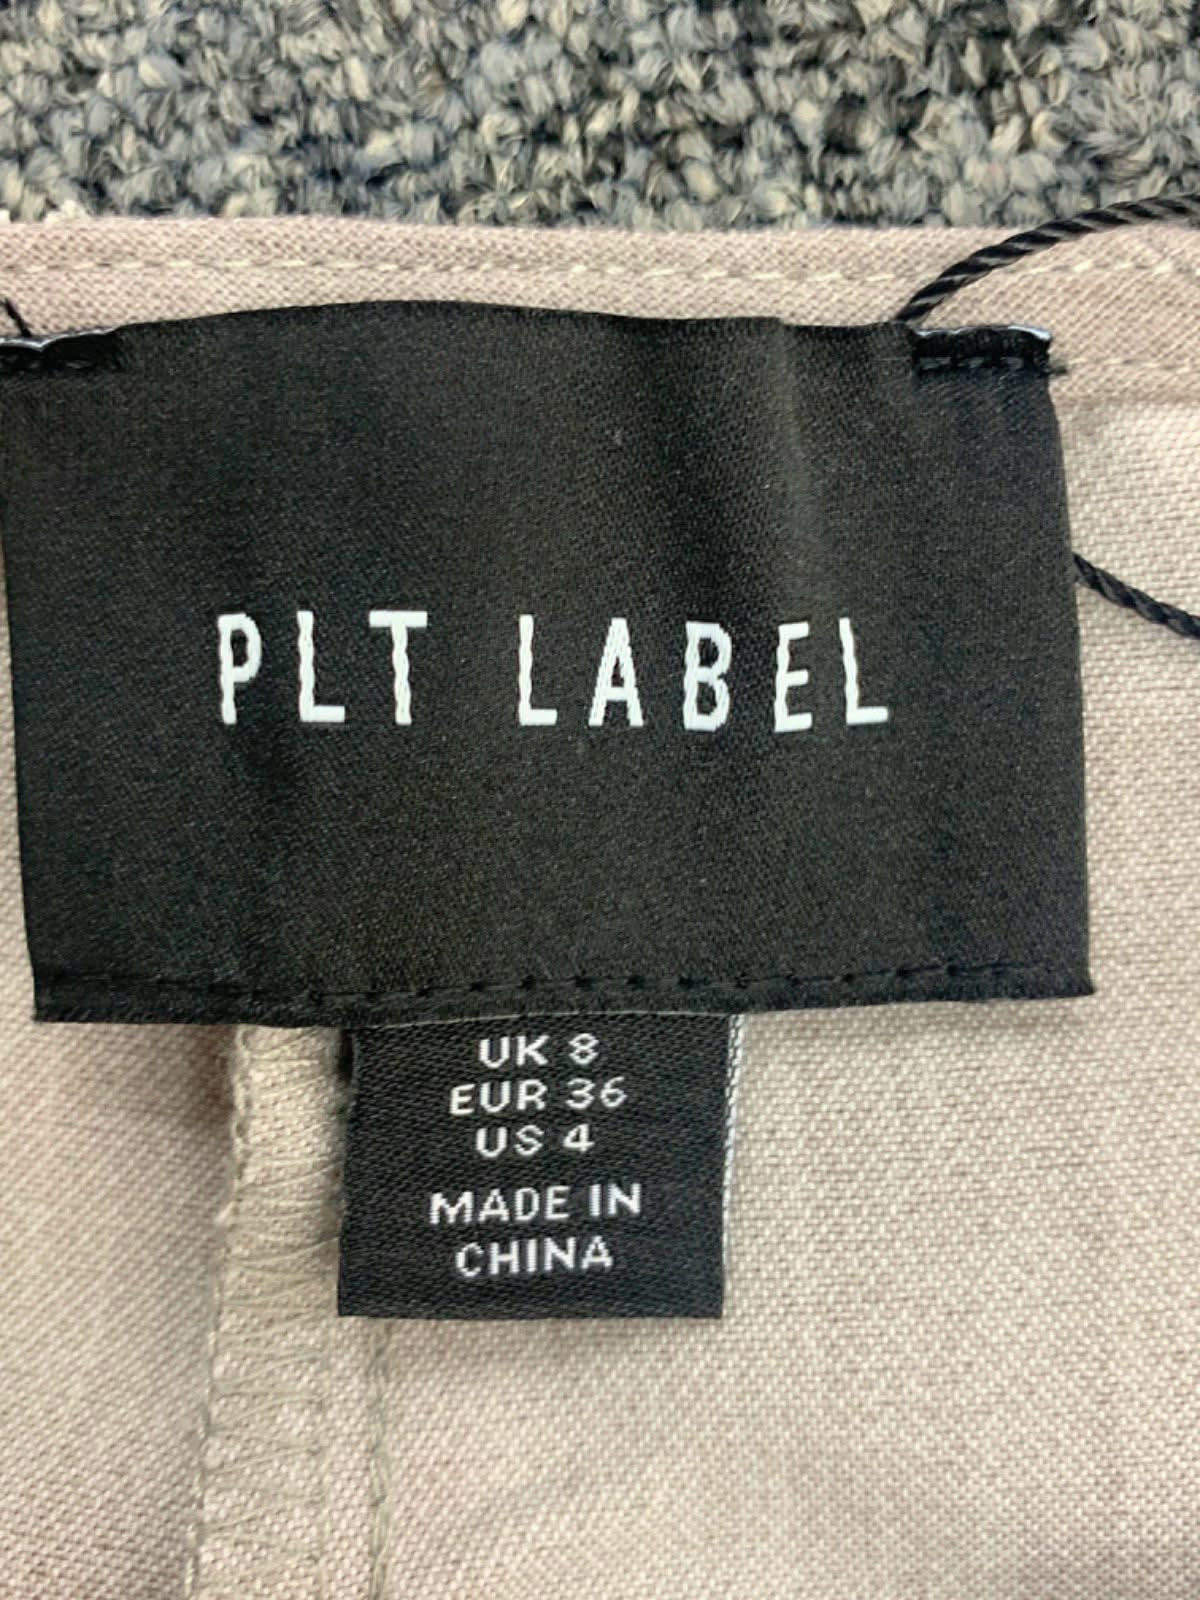 PLT LABEL
UK 8
EUR 36
US 4
MADE IN
CHINA